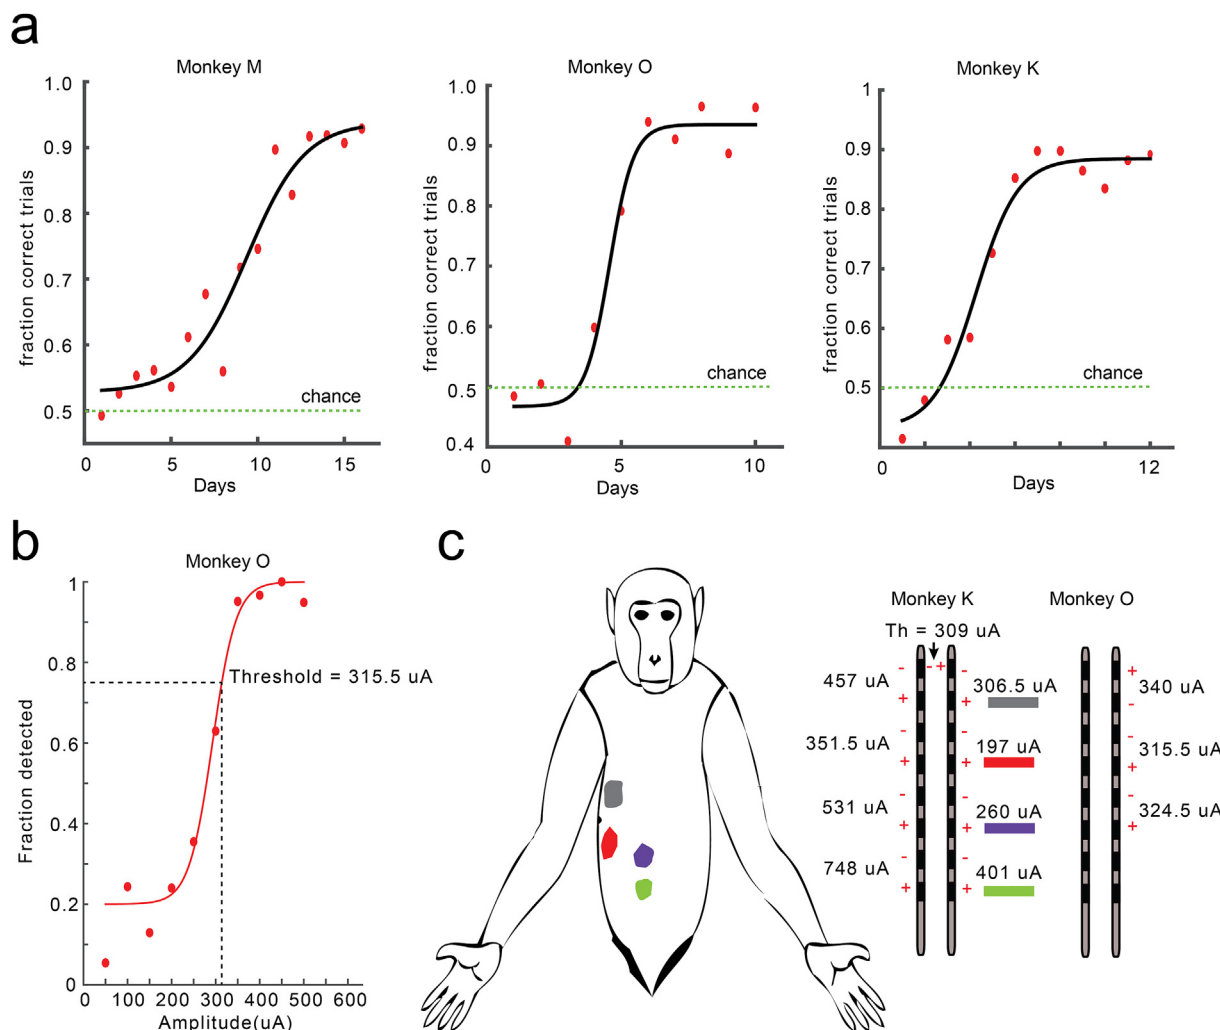 a
Monkey M
1.0
0.9
0.8
0.7
0.6
0.5
fraction correct trials
chance
0
5
10
15
Days
Monkey O
1.0
0.9
0.8
0.7
0.6
0.5
0.4
fraction correct trials
chance
0
5
10
Days
Monkey K
1
0.9
0.8
0.7
0.6
0.5
fraction correct trials
chance
0
12
Days
b
Monkey O
1
0.8
0.6
0.4
0.2
0
Fraction detected
Threshold = 315.5 uA
0 100 200 300 400 500 600
Amplitude(uA)
c
Monkey K
Th = 309 uA
- - + -
457 uA
306.5 uA
+ +
- -
351.5 uA
197 uA
+ +
- -
531 uA
260 uA
+ +
- -
748 uA
401 uA
+ +
Monkey O
+
340 uA
-
-
315.5 uA
+
-
324.5 uA
+